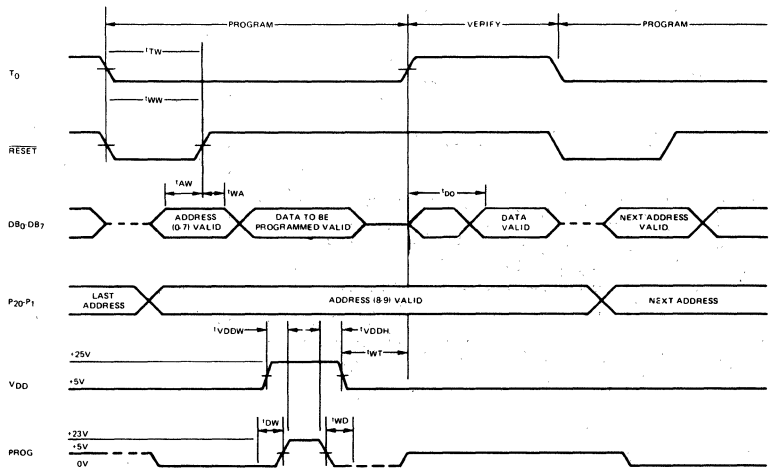 PROGRAM VERIFY PROGRAM
tTW
T0
tWW
RESET
tAW
tWA
tDO
DB0-DB7
ADDRESS (0-7) VALID
DATA TO BE PROGRAMMED VALID
DATA VALID
NEXT ADDRESS VALID
P20-P1
LAST ADDRESS
ADDRESS (8-9) VALID
NEXT ADDRESS
tVDDW
tVDDH
tWT
+25V
VDD
+5V
tDW
tWD
+23V
PROG
+5V
0V